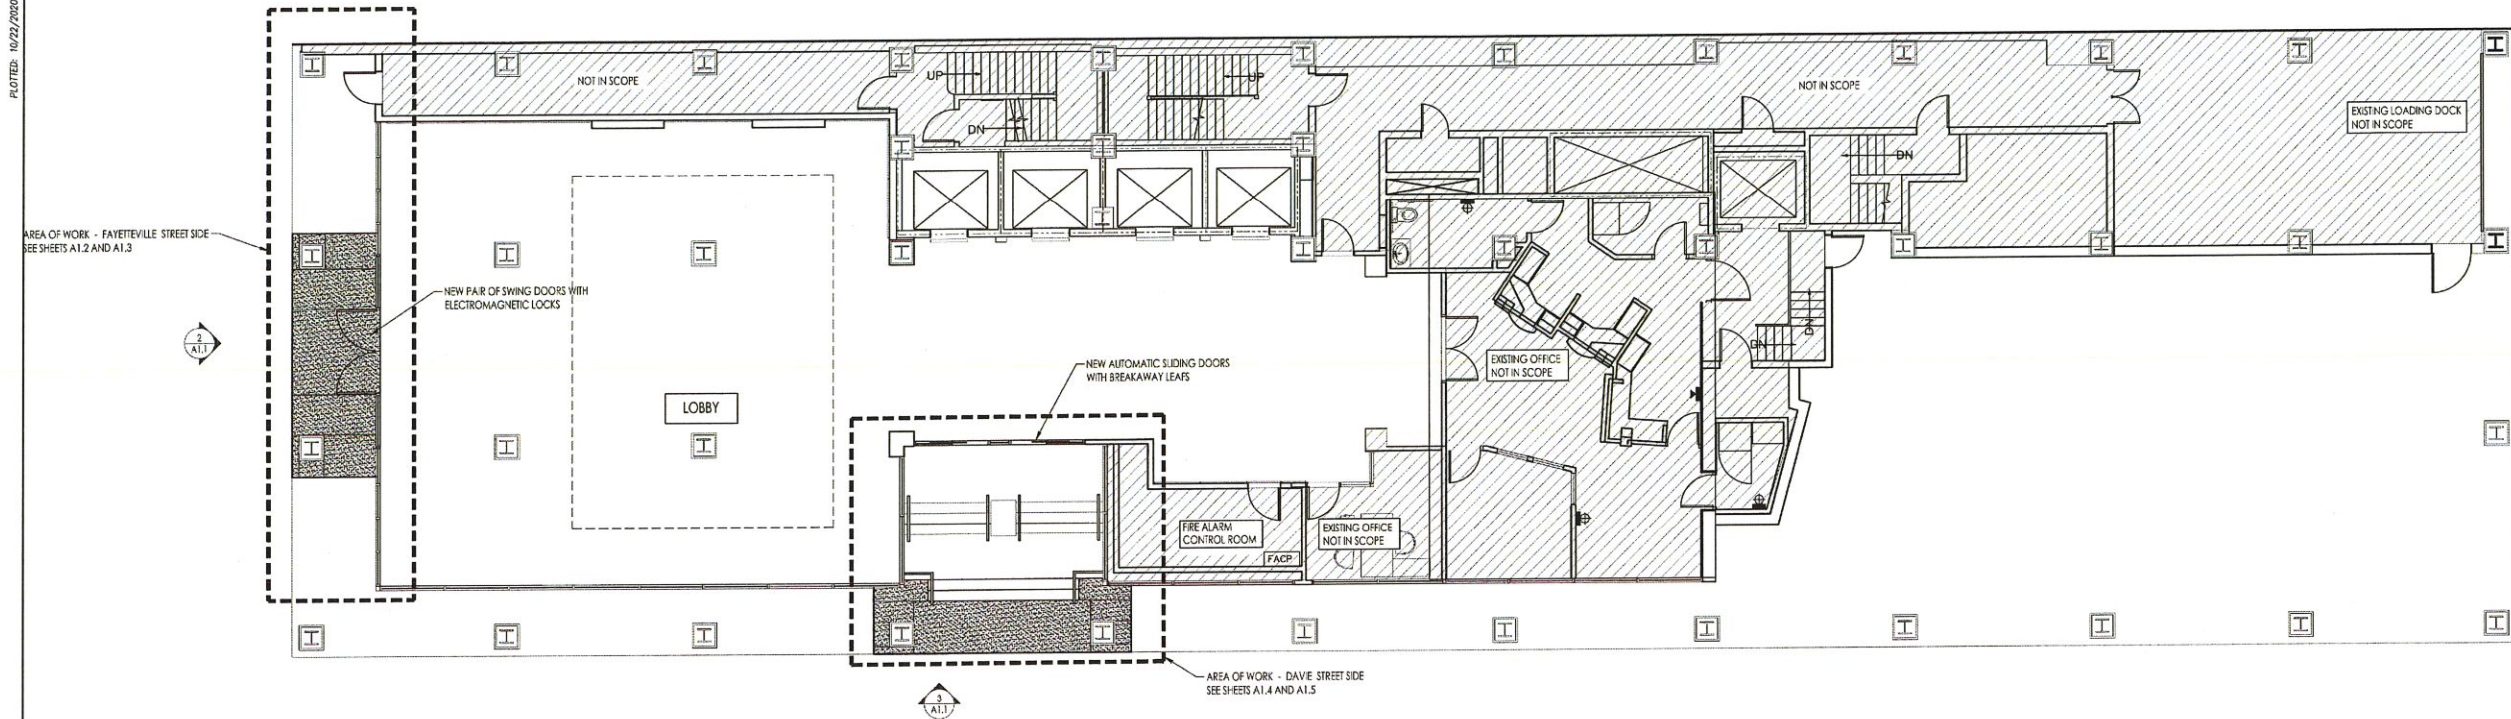 PLOTTED: 10/22/2020
NOT IN SCOPE
UP
UP
DN
NOT IN SCOPE
EXISTING LOADING DOCK
NOT IN SCOPE
DN
AREA OF WORK - FAYETTEVILLE STREET SIDE
SEE SHEETS A1.2 AND A1.3
NEW PAIR OF SWING DOORS WITH
ELECTROMAGNETIC LOCKS
2
A1.1
DN
DN
NEW AUTOMATIC SLIDING DOORS
WITH BREAKAWAY LEAFS
EXISTING OFFICE
NOT IN SCOPE
LOBBY
FIRE ALARM
CONTROL ROOM
FACP
EXISTING OFFICE
NOT IN SCOPE
AREA OF WORK - DAVIE STREET SIDE
SEE SHEETS A1.4 AND A1.5
3
A1.1